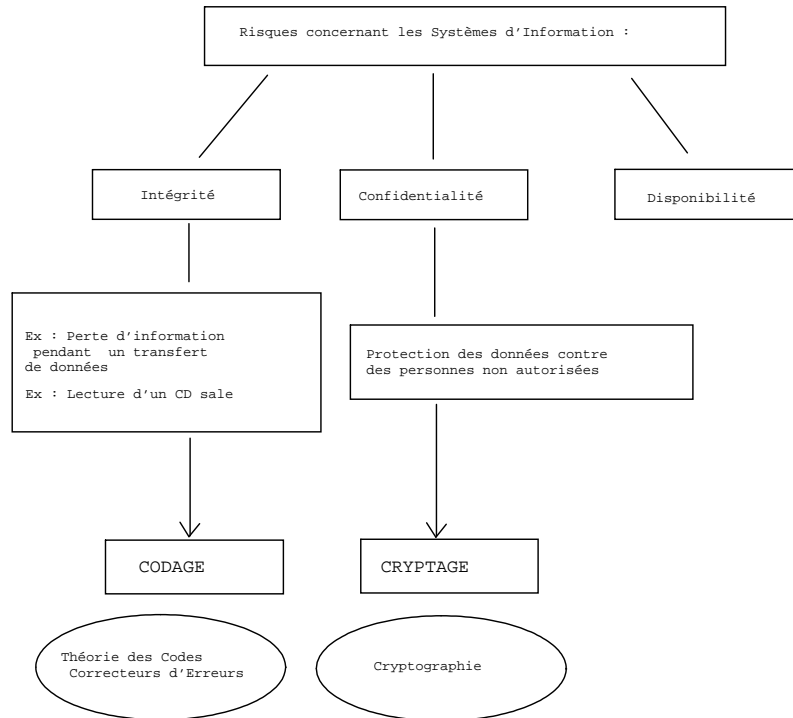 Risques concernant les Systèmes d’Information :
Intégrité
Confidentialité
Disponibilité
Ex : Perte d’information
pendant un transfert
de données
Ex : Lecture d’un CD sale
Protection des données contre
des personnes non autorisées
CODAGE
CRYPTAGE
Théorie des Codes
Correcteurs d’Erreurs
Cryptographie